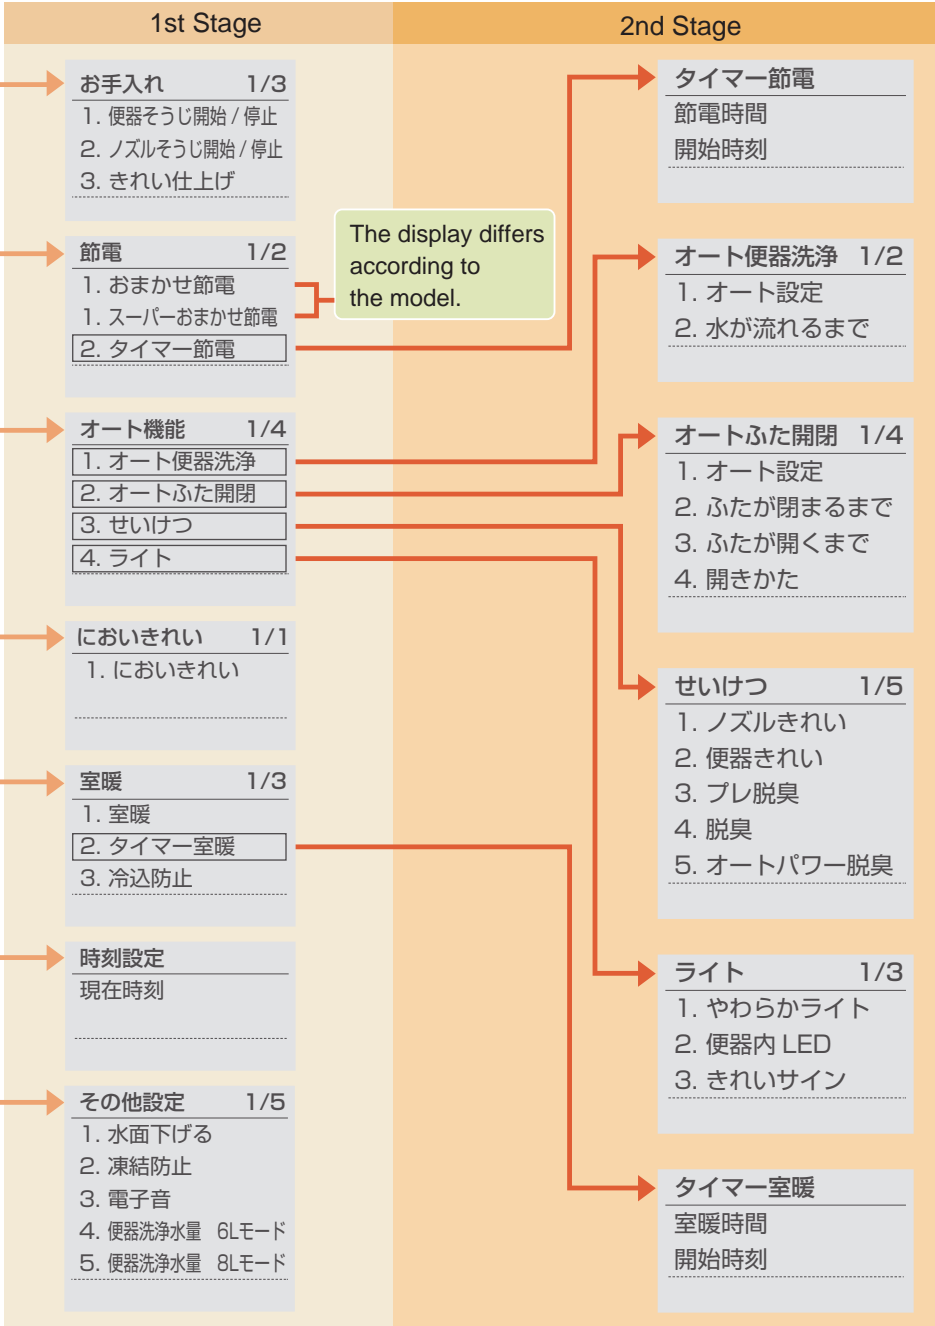 1st Stage
お手入れ 1/3
1. 便器そうじ開始 / 停止
2. ノズルそうじ開始 / 停止
3. きれい仕上げ
節電 1/2
1. おまかせ節電
1. スーパーおまかせ節電
2. タイマー節電
The display differs
according to
the model.
オート機能 1/4
1. オート便器洗浄
2. オートふた開閉
3. せいけつ
4. ライト
においきれい 1/1
1. においきれい
室暖 1/3
1. 室暖
2. タイマー室暖
3. 冷込防止
時刻設定
現在時刻
その他設定 1/5
1. 水面下げる
2. 凍結防止
3. 電子音
4. 便器洗浄水量 6Lモード
5. 便器洗浄水量 8Lモード
2nd Stage
タイマー節電
節電時間
開始時刻
オート便器洗浄 1/2
1. オート設定
2. 水が流れるまで
オートふた開閉 1/4
1. オート設定
2. ふたが閉まるまで
3. ふたが開くまで
4. 開きかた
せいけつ 1/5
1. ノズルきれい
2. 便器きれい
3. プレ脱臭
4. 脱臭
5. オートパワー脱臭
ライト 1/3
1. やわらかライト
2. 便器内 LED
3. きれいサイン
タイマー室暖
室暖時間
開始時刻